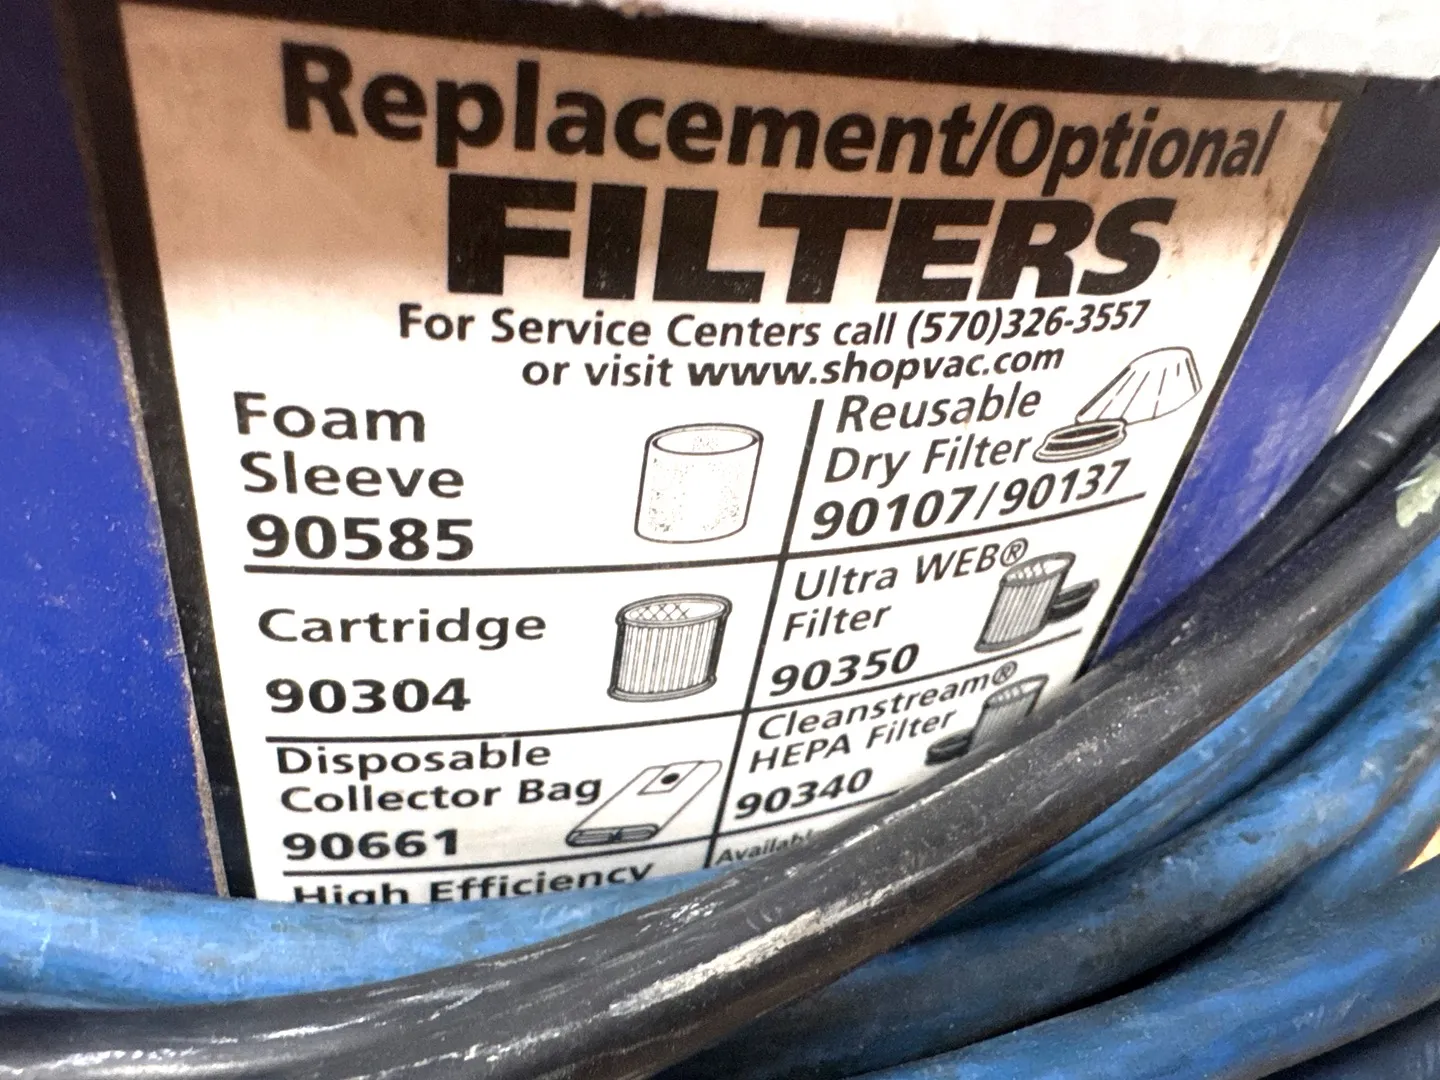 Replacement/Optional
FILTERS
For Service Centers call (570)326-3557
or visit www.shopvac.com
Foam
Sleeve
90585
Cartridge
90304
Disposable
Collector Bag
90661
High Efficiency
Reusable
Dry Filter
90107/90137
Ultra WEB®
Filter
90350
Cleanstream®
HEPA Filter
90340